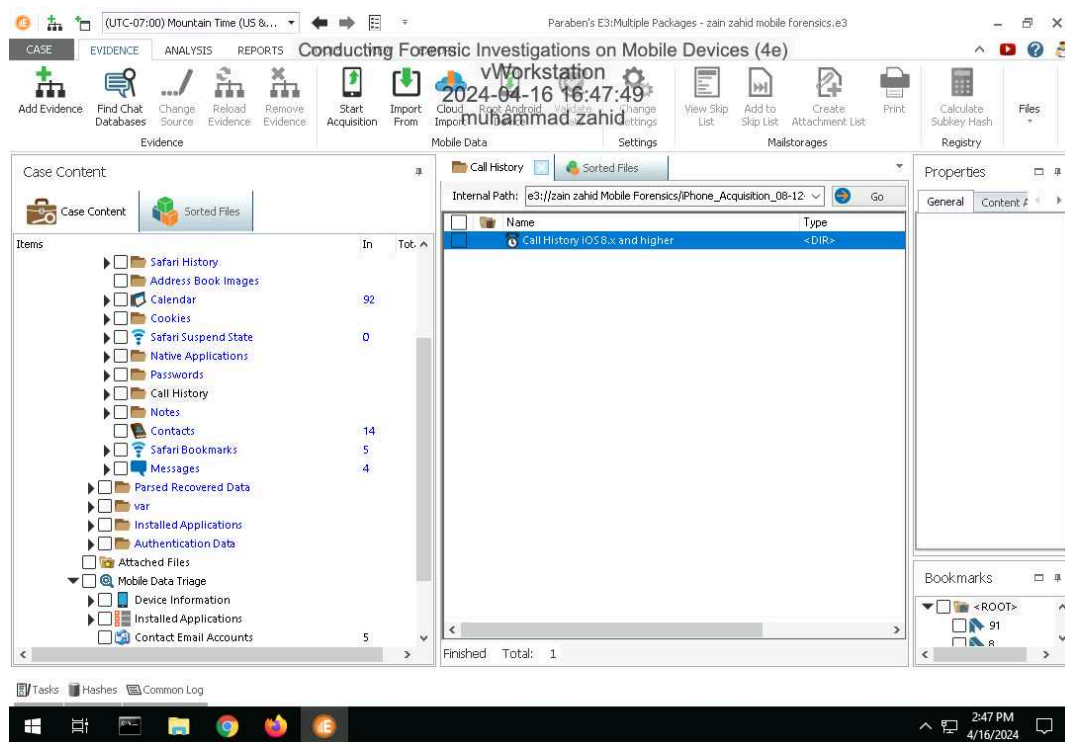 (UTC-07:00) Mountain Time (US &...
Paraben's E3:Multiple Packages - zain zahid mobile forensics.e3
CASE EVIDENCE ANALYSIS REPORTS
Conducting Forensic Investigations on Mobile Devices (4e)
vWorkstation
2024-04-16 16:47:49
muhammad zahid
Add Evidence
Find Chat Databases
Change Source
Reload Evidence
Remove Evidence
Start Acquisition
Import From
Cloud Import
Root Android
Validate
Change Settings
View Skip List
Add to Skip List
Create Attachment List
Print
Calculate Subkey Hash
Files
Evidence Mobile Data Settings Mailstorages Registry
Case Content
Case Content Sorted Files
Items In Tot.
Safari History
Address Book Images
Calendar 92
Cookies
Safari Suspend State 0
Native Applications
Passwords
Call History
Notes
Contacts 14
Safari Bookmarks 5
Messages 4
Parsed Recovered Data
var
Installed Applications
Authentication Data
Attached Files
Mobile Data Triage
Device Information
Installed Applications
Contact Email Accounts 5
Call History Sorted Files
Internal Path: e3://zain zahid Mobile Forensics/iPhone_Acquisition_08-12- Go
Name Type
Call History iOS 8.x and higher <DIR>
Finished Total: 1
Properties
General Content A
Bookmarks
<ROOT>
91
8
Tasks Hashes Common Log
2:47 PM
4/16/2024